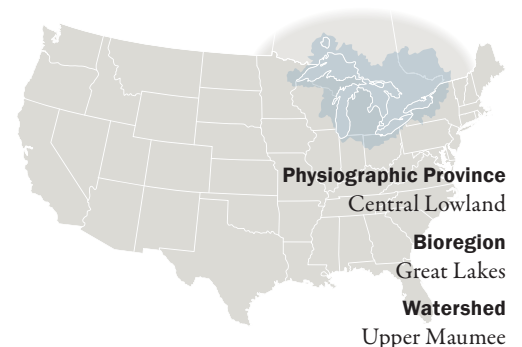 Physiographic Province
Central Lowland
Bioregion
Great Lakes
Watershed
Upper Maumee